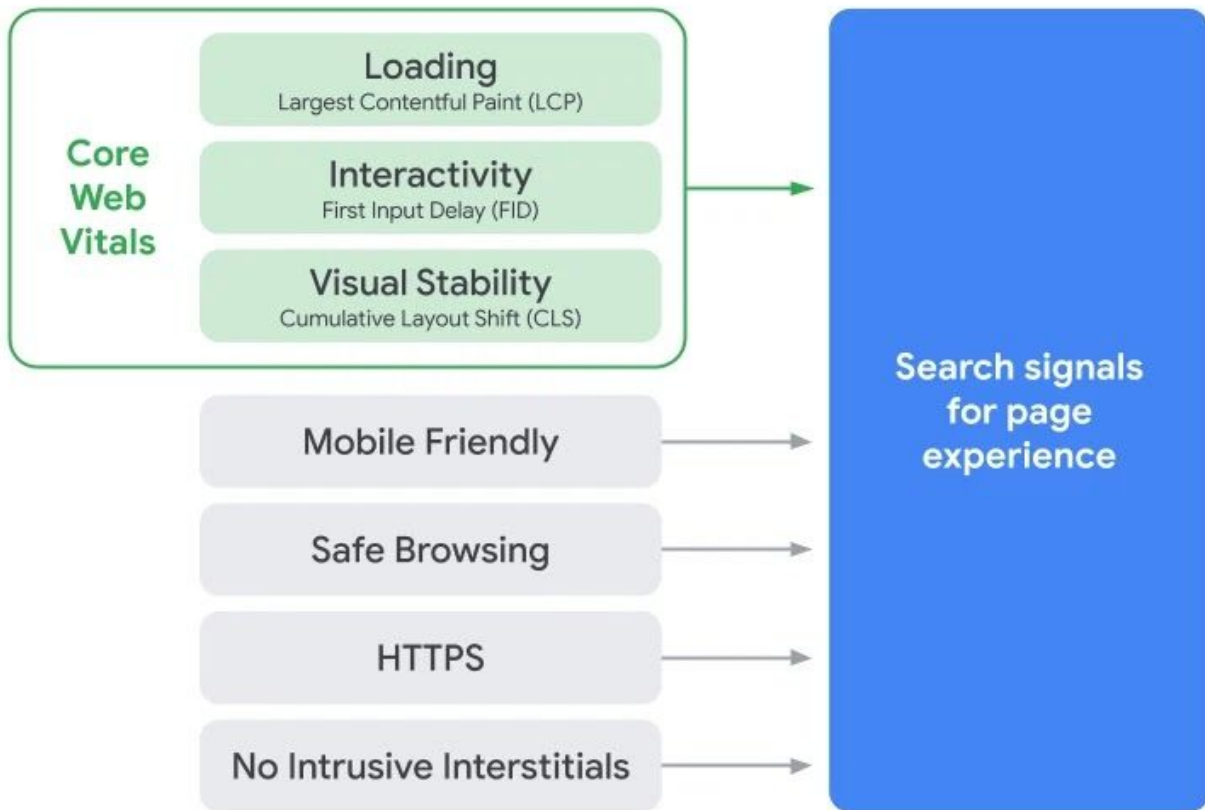 Core
Web
Vitals
Loading
Largest Contentful Paint (LCP)
Interactivity
First Input Delay (FID)
Visual Stability
Cumulative Layout Shift (CLS)
Mobile Friendly
Safe Browsing
HTTPS
No Intrusive Interstitials
Search signals
for page
experience